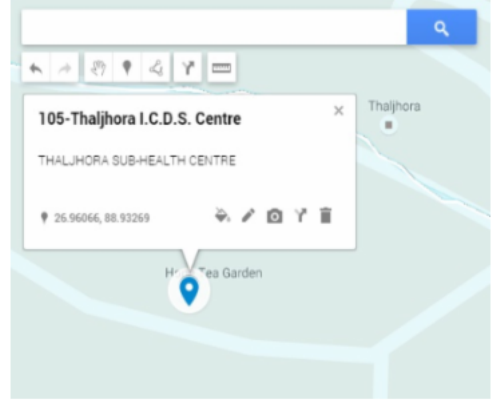 105-Thaljhora I.C.D.S. Centre
THALJHORA SUB-HEALTH CENTRE
26.96066, 88.93269
Thaljhora
Tea Garden